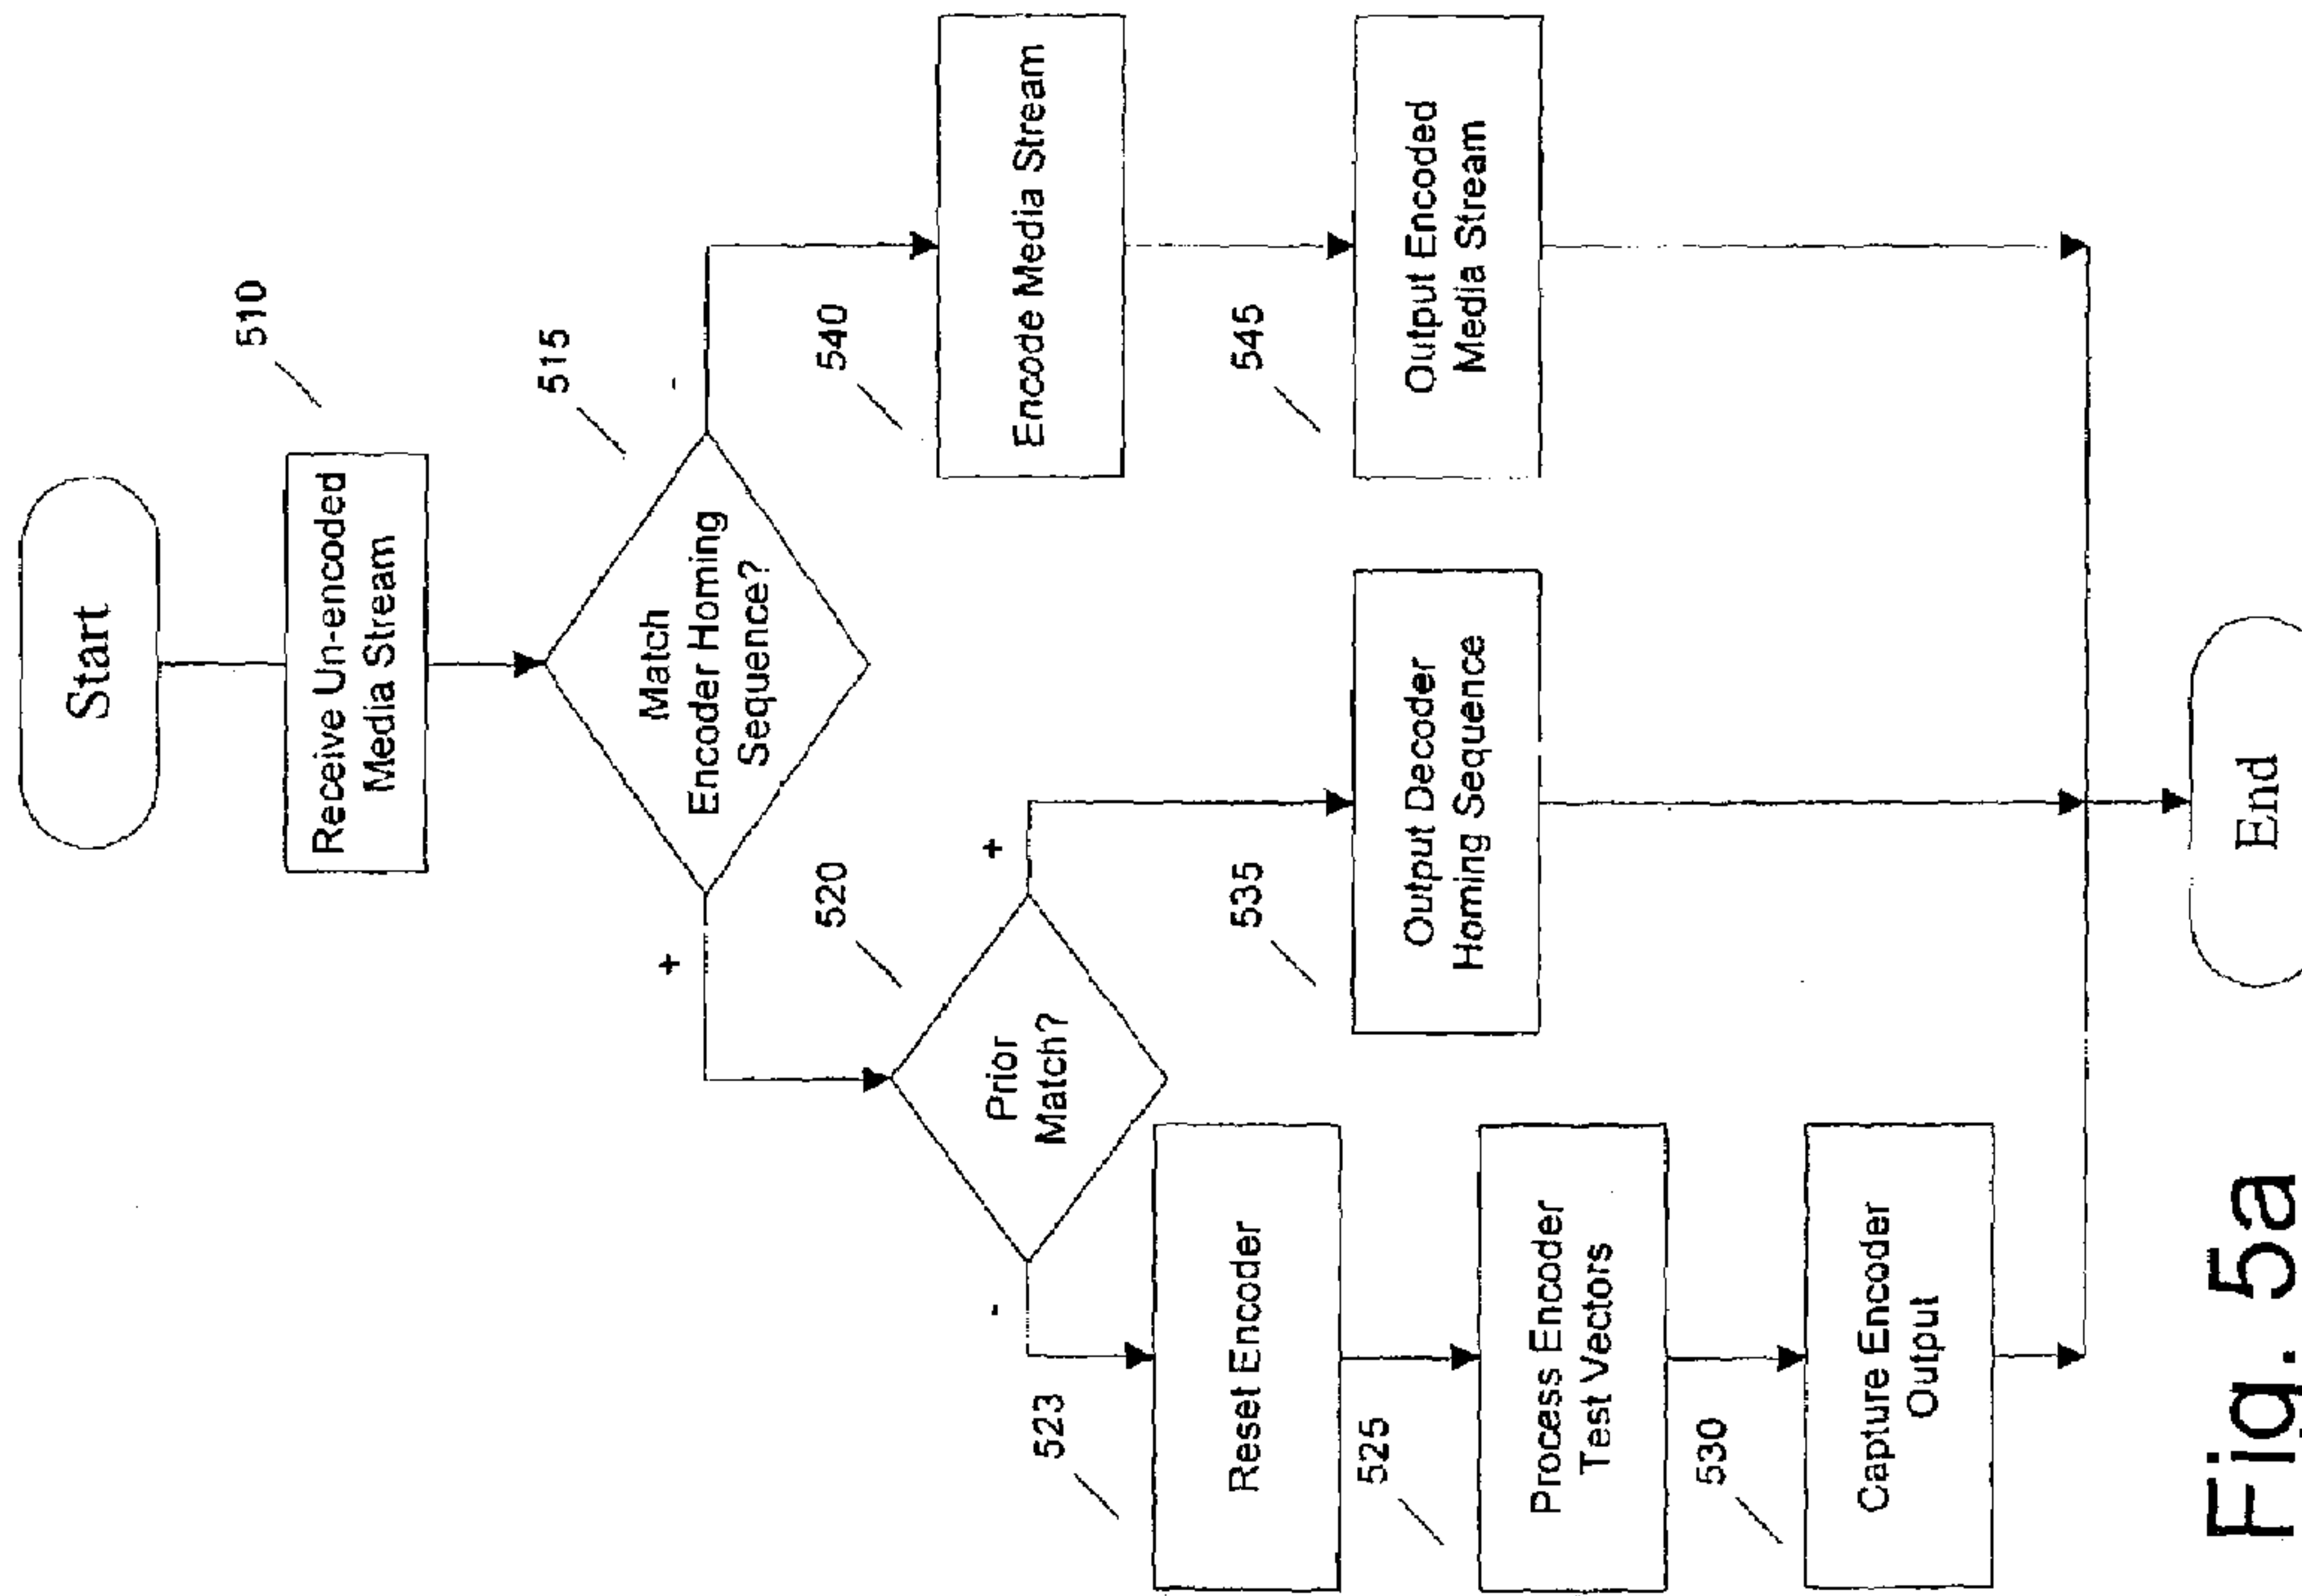 Start
510
Receive Un-encoded
Media Stream
515
Match
Encoder Homing
Sequence?
+
-
520
Prior
Match?
-
+
540
Encode Media Stream
523
Reset Encoder
535
Output Decoder
Homing Sequence
545
Output Encoded
Media Stream
525
Process Encoder
Test Vectors
530
Capture Encoder
Output
End
Fig. 5a